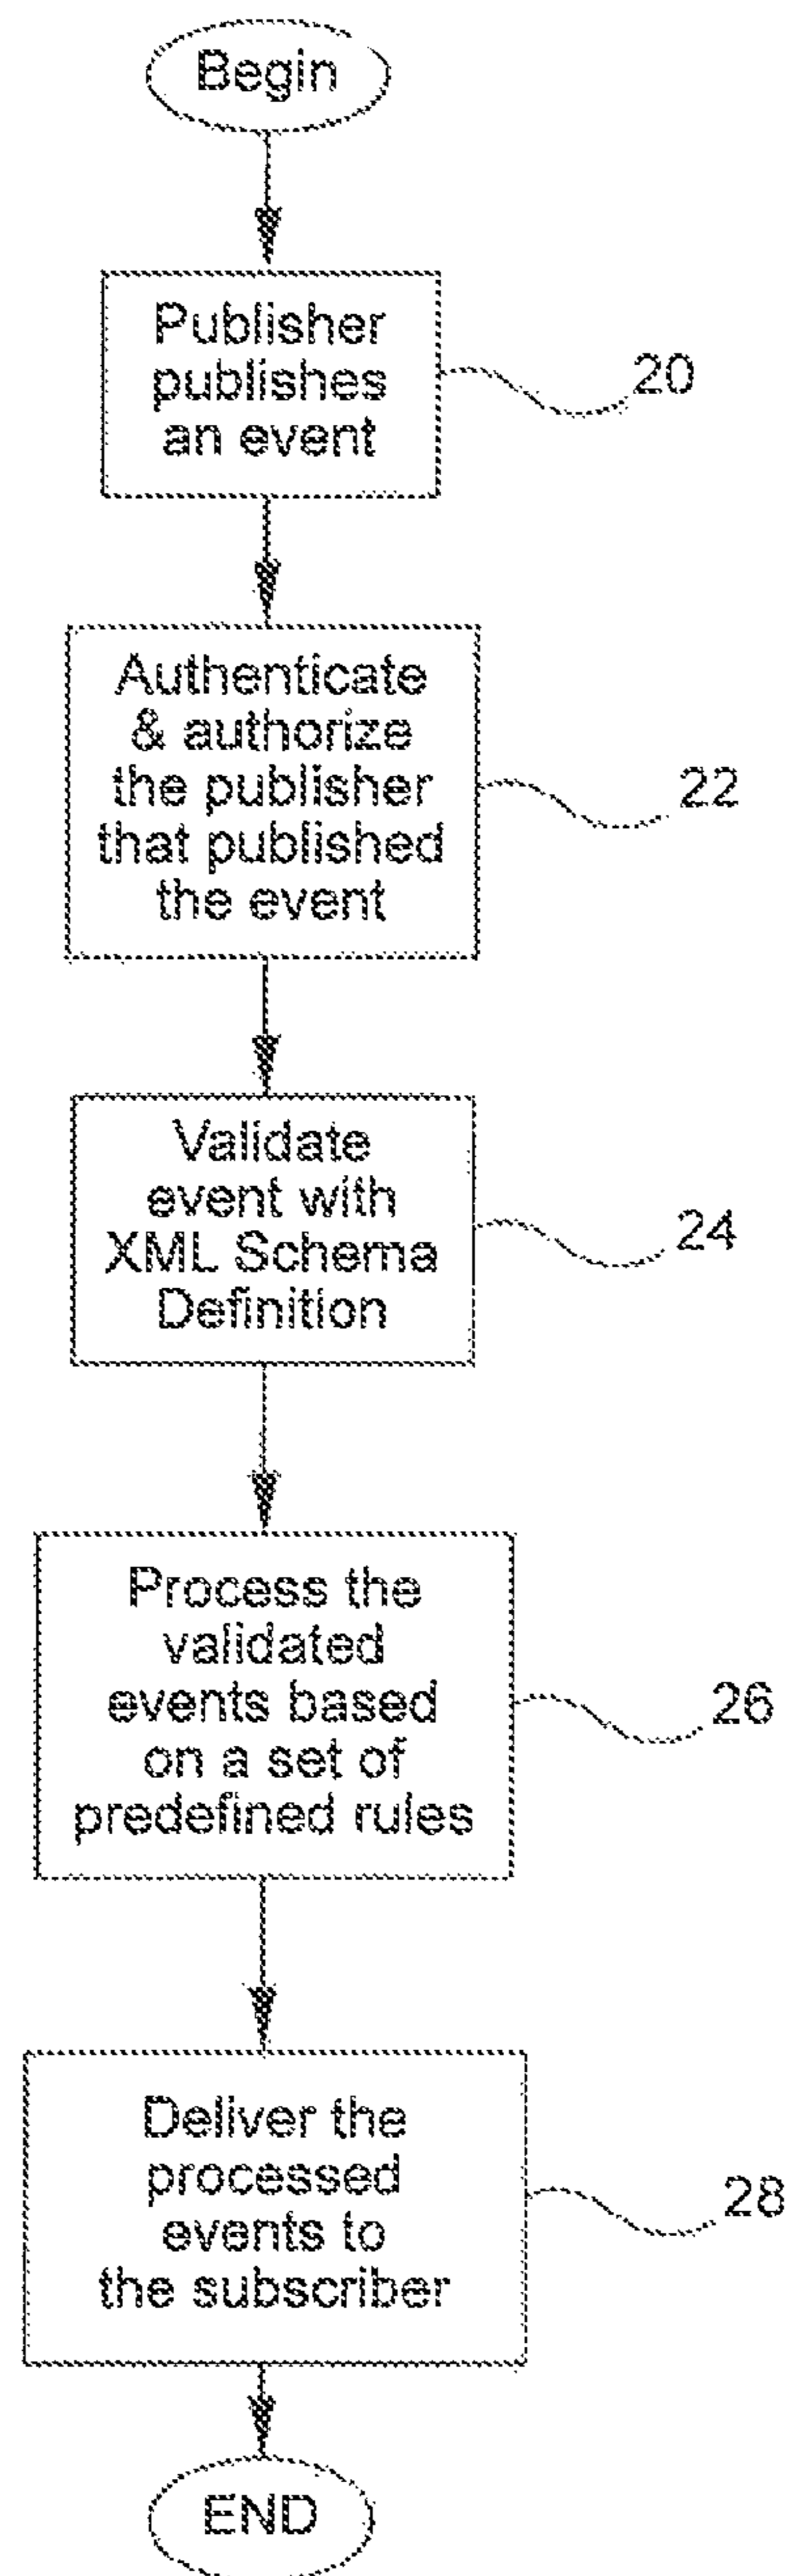 Begin
Publisher
publishes
an event
20
Authenticate
& authorize
the publisher
that published
the event
22
Validate
event with
XML Schema
Definition
24
Process the
validated
events based
on a set of
predefined rules
26
Deliver the
processed
events to
the subscriber
28
END